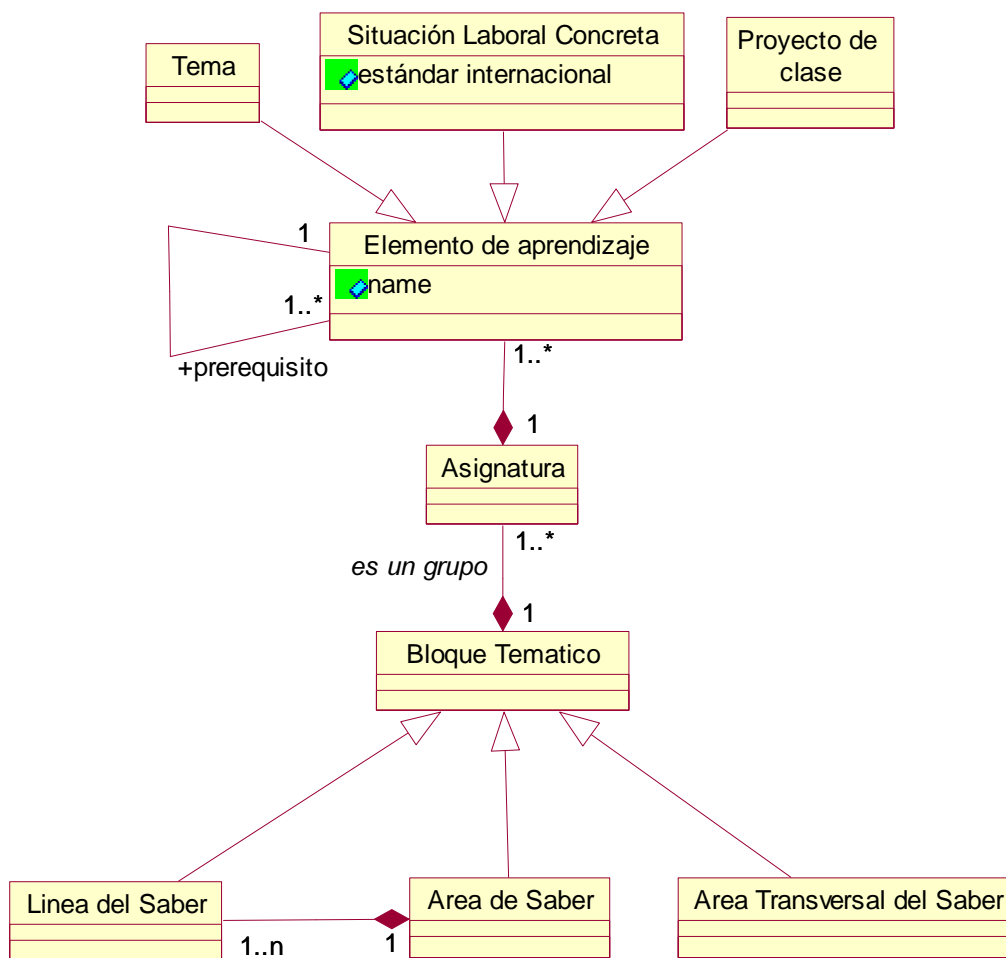 Tema
Situación Laboral Concreta
estándar internacional
Proyecto de
clase
1
Elemento de aprendizaje
name
1..*
+prerequisito
1..*
1
Asignatura
1..*
es un grupo
1
Bloque Tematico
Linea del Saber
Area de Saber
Area Transversal del Saber
1..n
1